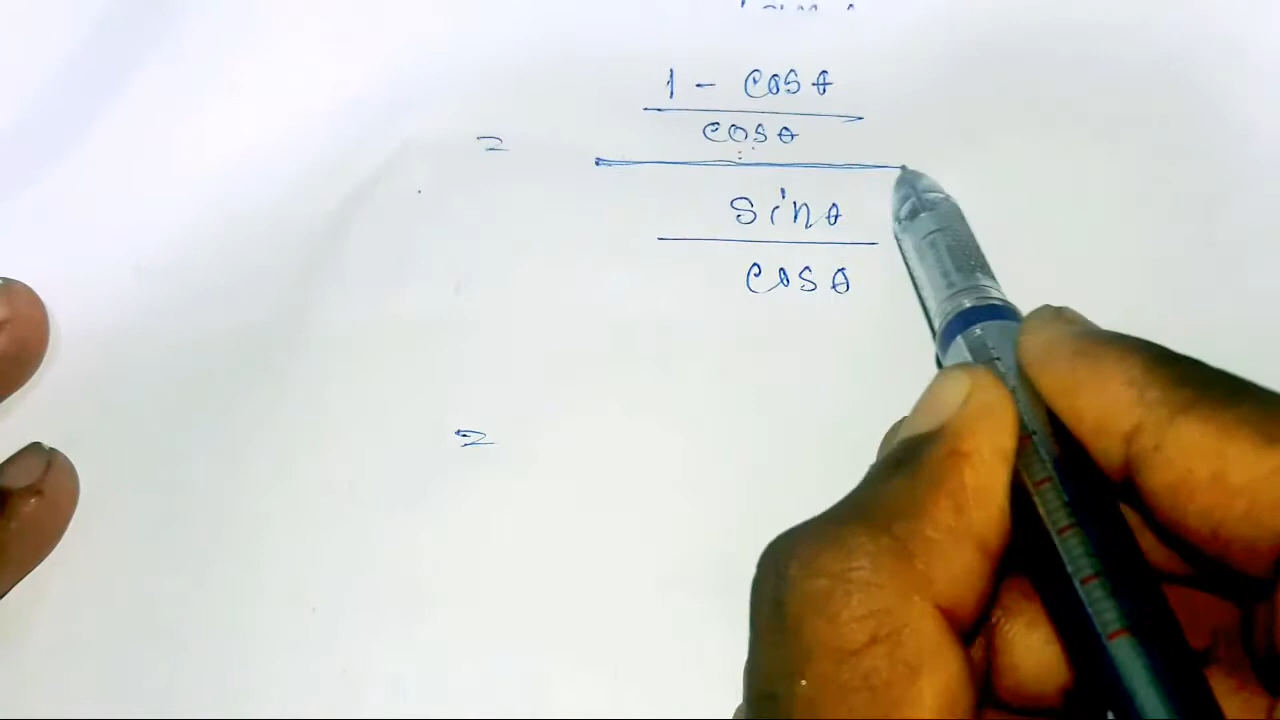 1 - cosθ
cosθ
=
sinθ
cosθ
=